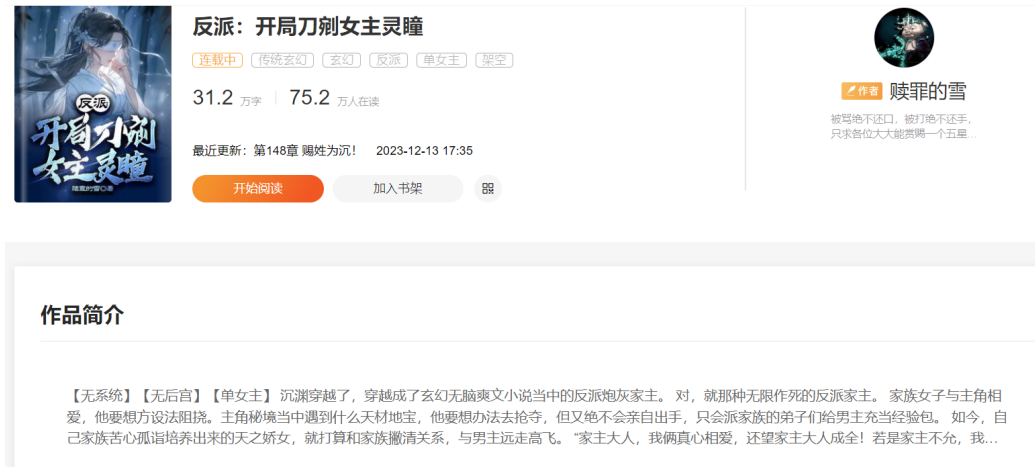 反派：开局刀剜女主灵瞳
连载中 传统玄幻 玄幻 反派 单女主 架空
31.2 万字 75.2 万人在读
最近更新：第148章 赐姓为沉！ 2023-12-13 17:35
开始阅读 加入书架
反派
开局刀剜
女主灵瞳
赎罪的雪◎著
作者 赎罪的雪
被骂绝不还口，被打绝不还手，
只求各位大大能赏赐一个五星...
作品简介
【无系统】【无后宫】【单女主】 沉渊穿越了，穿越成了玄幻无脑爽文小说当中的反派炮灰家主。 对，就那种无限作死的反派家主。 家族女子与主角相
爱，他要想方设法阻挠。主角秘境当中遇到什么天材地宝，他要想办法去抢夺，但又绝不会亲自出手，只会派家族的弟子们给男主充当经验包。 如今，自
己家族苦心孤诣培养出来的天之娇女，就打算和家族撇清关系，与男主远走高飞。 “家主大人，我俩真心相爱，还望家主大人成全！若是家主不允，我...